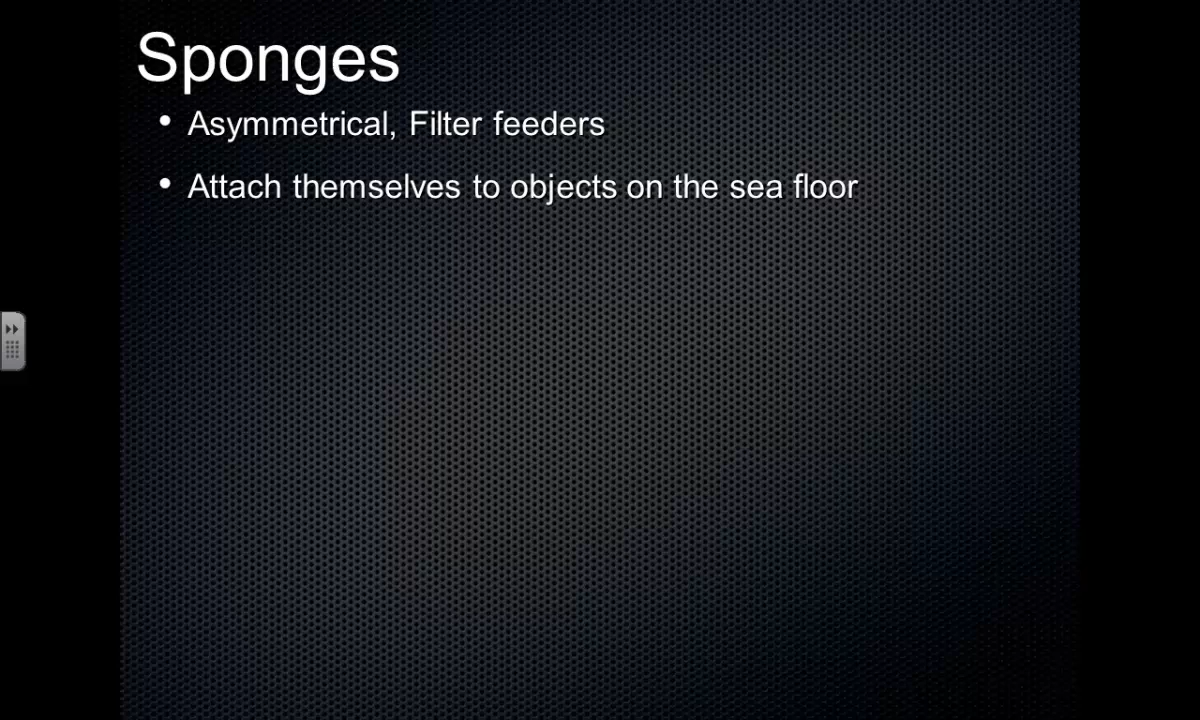 Sponges
• Asymmetrical, Filter feeders
• Attach themselves to objects on the sea floor